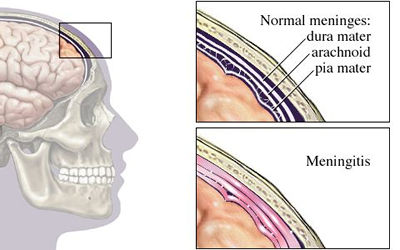 Normal meninges:
dura mater
arachnoid
pia mater
Meningitis